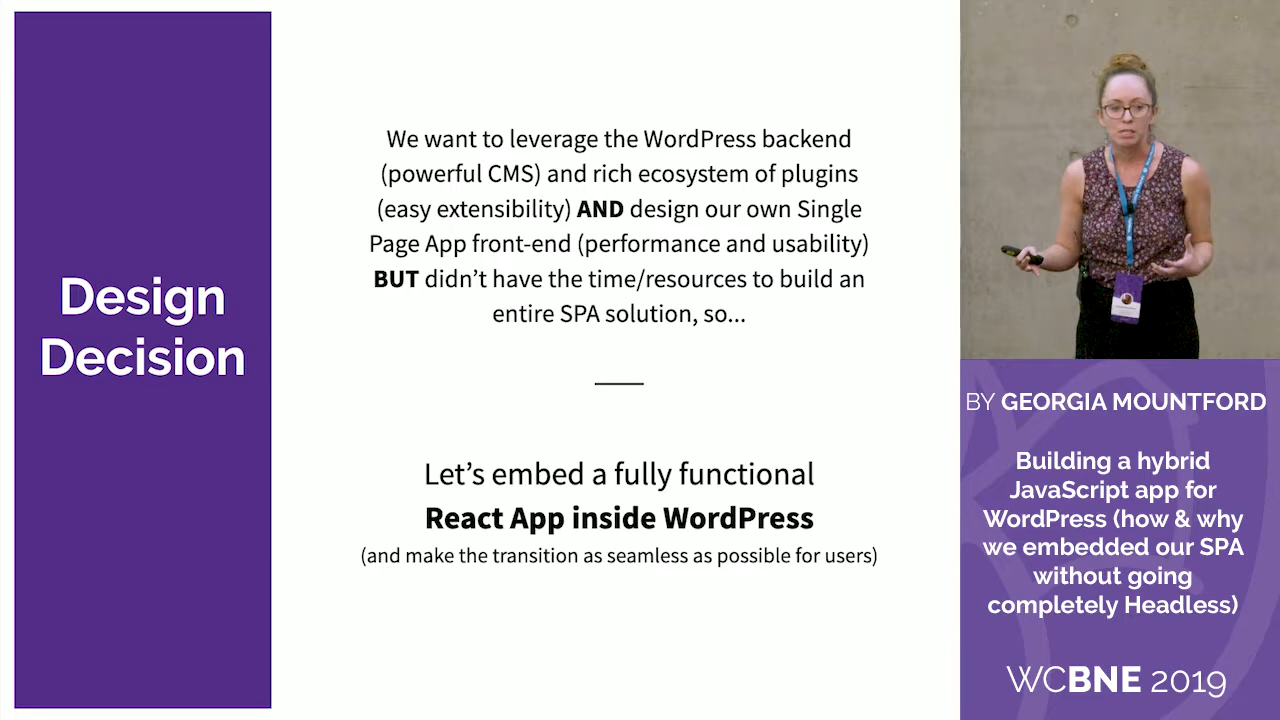 Design
Decision
We want to leverage the WordPress backend
(powerful CMS) and rich ecosystem of plugins
(easy extensibility) AND design our own Single
Page App front-end (performance and usability)
BUT didn’t have the time/resources to build an
entire SPA solution, so...
Let’s embed a fully functional
React App inside WordPress
(and make the transition as seamless as possible for users)
BY GEORGIA MOUNTFORD
Building a hybrid
JavaScript app for
WordPress (how & why
we embedded our SPA
without going
completely Headless)
WCBNE 2019